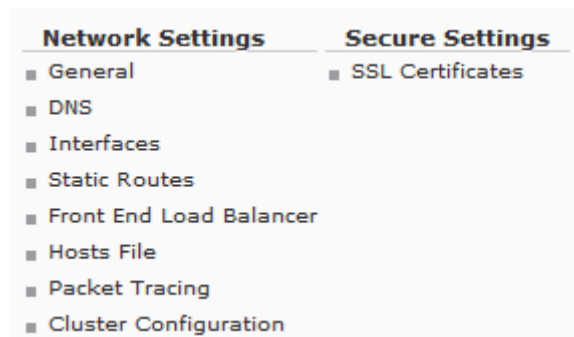 Network Settings
General
DNS
Interfaces
Static Routes
Front End Load Balancer
Hosts File
Packet Tracing
Cluster Configuration
Secure Settings
SSL Certificates